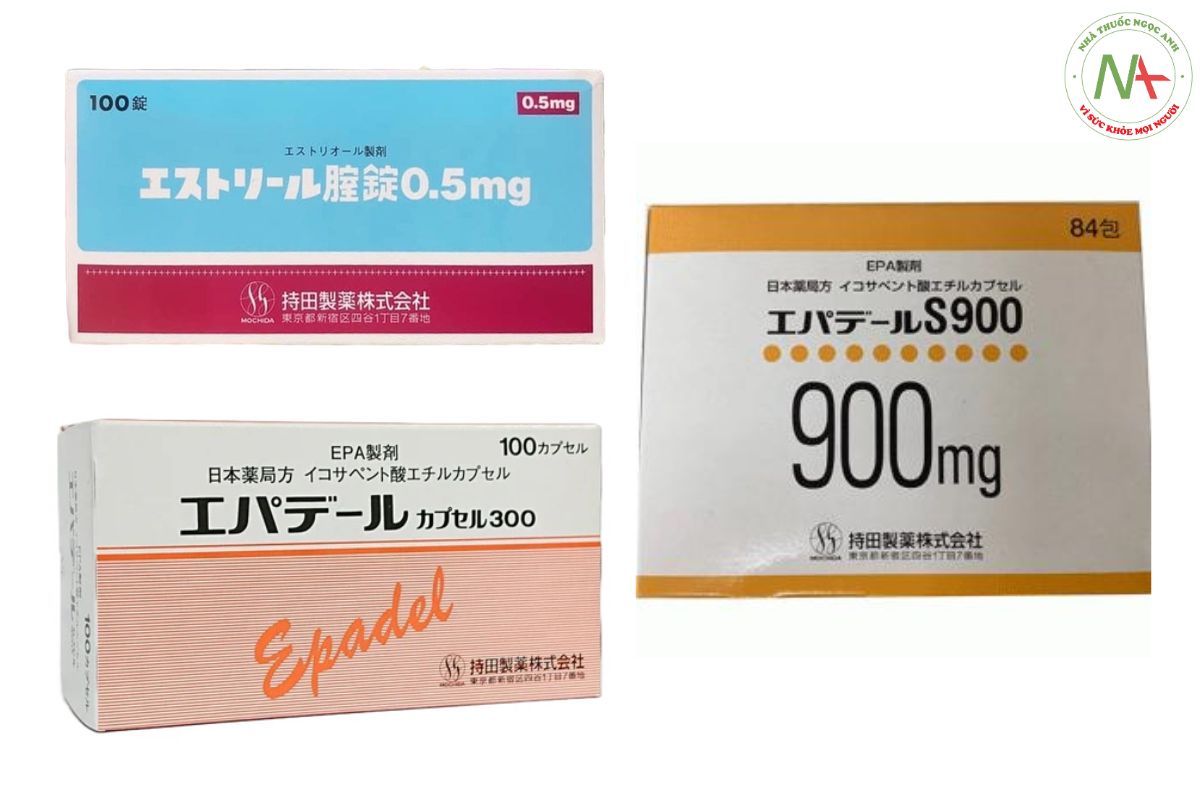 NHÀ THUỐC NGỌC ANH
VÌ SỨC KHỎE MỌI NGƯỜI
100錠
0.5mg
エストリオール製剤
エストリール腟錠0.5mg
MOCHIDA
持田製薬株式会社
東京都新宿区四谷1丁目7番地
EPA製剤
100カプセル
日本薬局方 イコサペント酸エチルカプセル
エパデール カプセル300
Epadel
MOCHIDA
持田製薬株式会社
東京都新宿区四谷1丁目7番地
100カプセル
84包
EPA製剤
日本薬局方 イコサペント酸エチルカプセル
エパデールS900
900mg
MOCHIDA
持田製薬株式会社
東京都新宿区四谷1丁目7番地